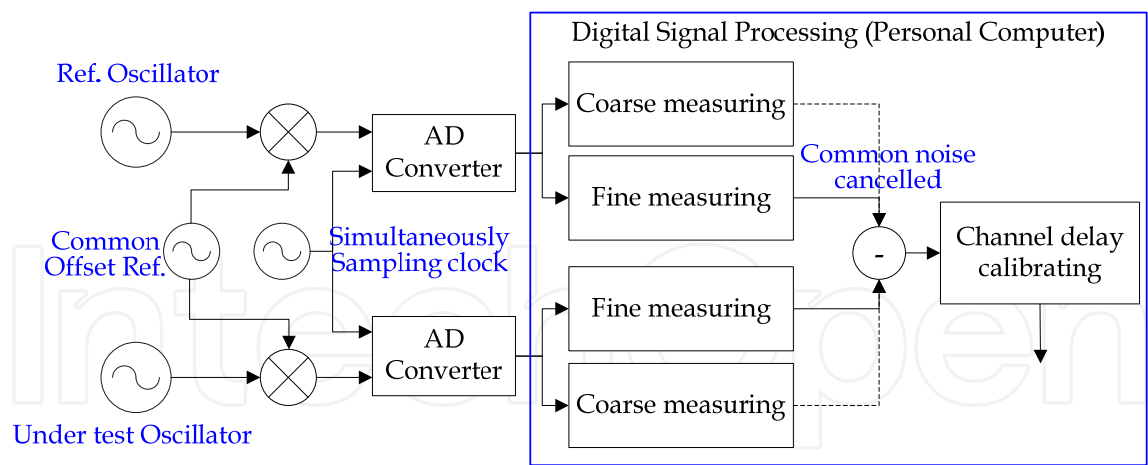 Digital Signal Processing (Personal Computer)
Ref. Oscillator
Coarse measuring
AD
Converter
Common noise
cancelled
Fine measuring
Common
Offset Ref.
Simultaneously
Sampling clock
-
Channel delay
calibrating
Fine measuring
AD
Converter
Coarse measuring
Under test Oscillator
IntechOpen